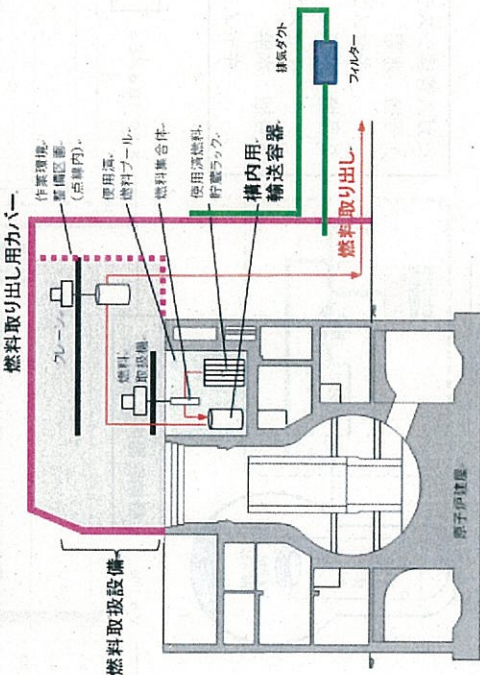 燃料取り出し用カバー
作業環境
整備区画
(点線内)
使用済
燃料プール
燃料集合体
使用済燃料
貯蔵ラック
構内用
輸送容器
排気ダクト
フィルター
クレーン
燃料
取扱機
燃料取り出し
燃料取扱設備
原子炉建屋